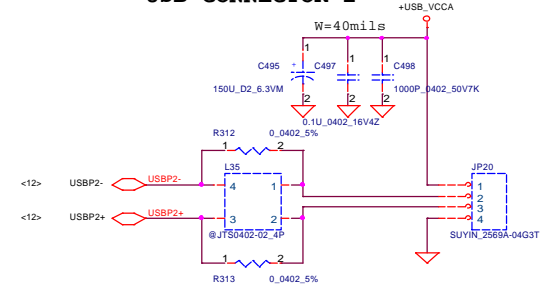 +USB_VCCA
W=40mils
1
1
1
C495
+
C497
C498
150U_D2_6.3VM
1000P_0402_50V7K
2
2
2
0.1U_0402_16V4Z
R312
0_0402_5%
1
2
L35
JP20
<12>
USBP2-
USBP2-
4
1
1
2
<12>
USBP2+
USBP2+
3
2
3
4
@JTS0402-02_4P
SUYIN_2569A-04G3T
1
2
R313
0_0402_5%